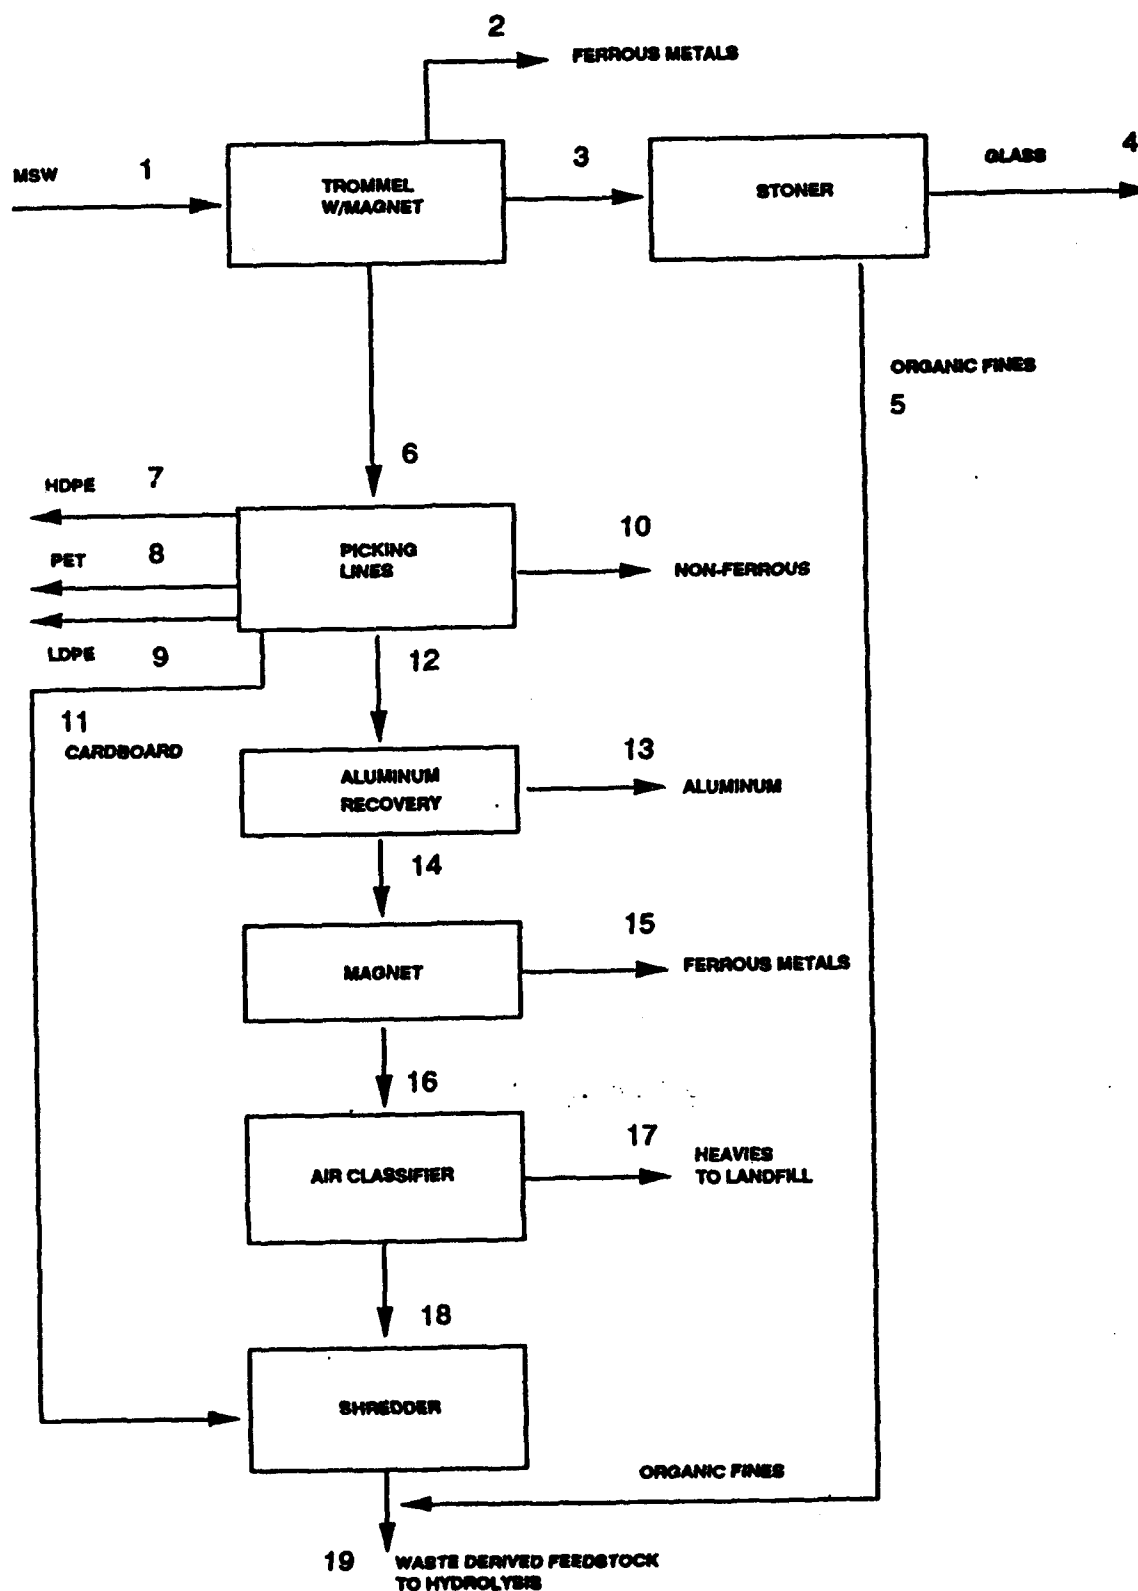 2
FERROUS METALS
MSW
1
TROMMEL
W/MAGNET
3
STONER
GLASS
4
ORGANIC FINES
5
6
HDPE
7
PET
8
LDPE
9
PICKING
LINES
10
NON-FERROUS
12
11
CARDBOARD
ALUMINUM
RECOVERY
13
ALUMINUM
14
MAGNET
15
FERROUS METALS
16
AIR CLASSIFIER
17
HEAVIES
TO LANDFILL
18
SHREDDER
ORGANIC FINES
19
WASTE DERIVED FEEDSTOCK
TO HYDROLYSIS